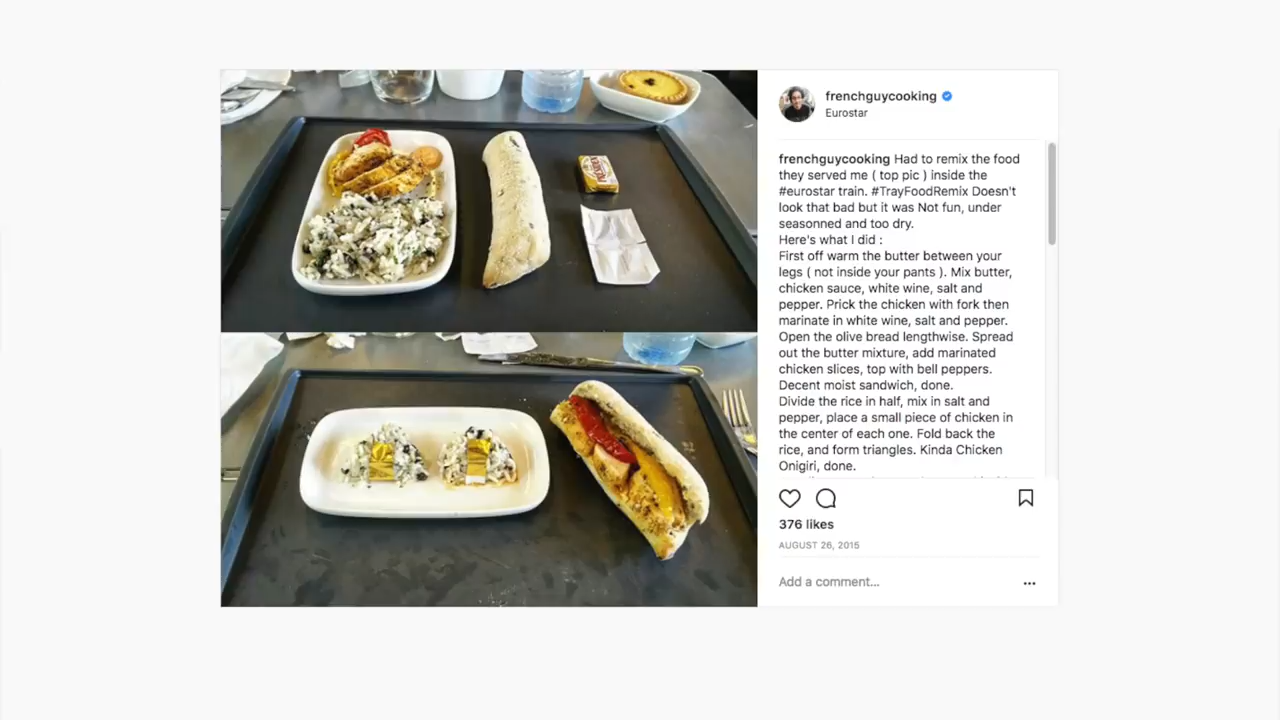 frenchguycooking
Eurostar
frenchguycooking Had to remix the food
they served me ( top pic ) inside the
#eurostar train. #TrayFoodRemix Doesn't
look that bad but it was Not fun, under
seasonned and too dry.
Here's what I did :
First off warm the butter between your
legs ( not inside your pants ). Mix butter,
chicken sauce, white wine, salt and
pepper. Prick the chicken with fork then
marinate in white wine, salt and pepper.
Open the olive bread lengthwise. Spread
out the butter mixture, add marinated
chicken slices, top with bell peppers.
Decent moist sandwich, done.
Divide the rice in half, mix in salt and
pepper, place a small piece of chicken in
the center of each one. Fold back the
rice, and form triangles. Kinda Chicken
Onigiri, done.
376 likes
AUGUST 26, 2015
Add a comment...